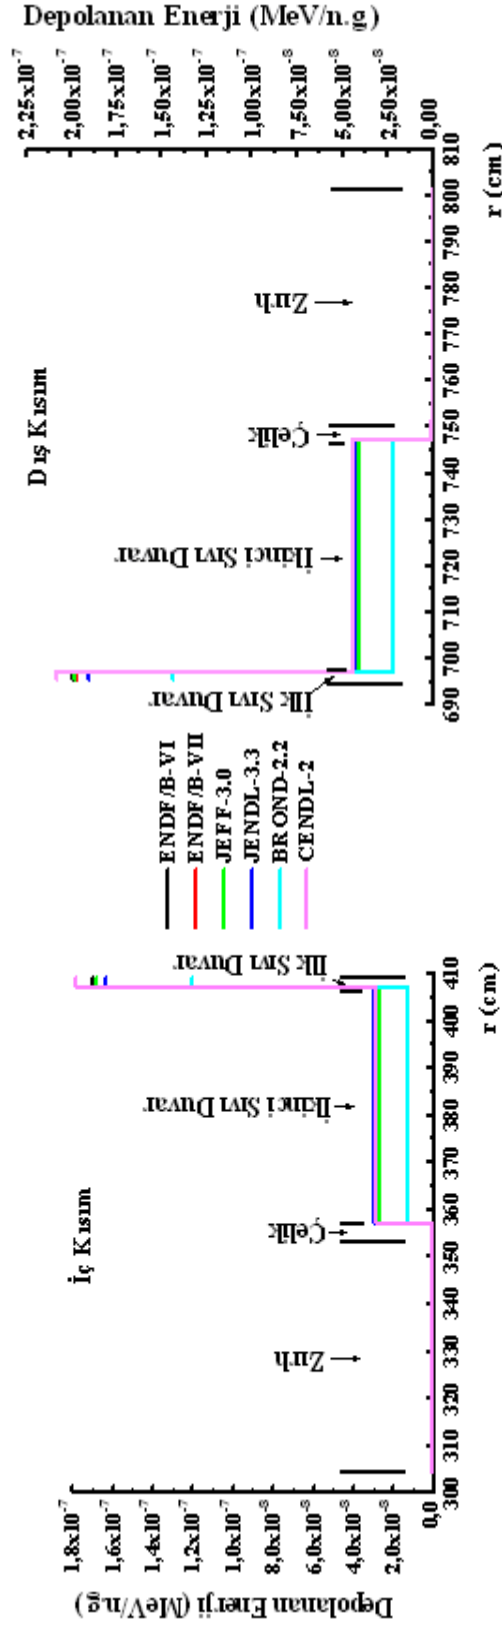 İç Kısım
Dış Kısım
Depolanan Enerji (MeV/n.g)
1,8x10⁻⁷
1,6x10⁻⁷
1,4x10⁻⁷
1,2x10⁻⁷
1,0x10⁻⁸
8,0x10⁻⁸
6,0x10⁻⁸
4,0x10⁻⁸
2,0x10⁻⁸
0,0
300 310 320 330 340 350 360 370 380 390 400 410
r (cm)
Zırh
Çelik
İkinci Sıvı Duvar
İlk Sıvı Duvar
ENDF/B-VI
ENDF/B-VII
JEFF-3.0
JENDL-3.3
BROND-2.2
CENDL-2
İlk Sıvı Duvar
İkinci Sıvı Duvar
Çelik
Zırh
690 700 710 720 730 740 750 760 770 780 790 800 810
r (cm)
2,25x10⁻⁷
2,00x10⁻⁷
1,75x10⁻⁷
1,50x10⁻⁷
1,25x10⁻⁷
1,00x10⁻⁷
7,50x10⁻⁸
5,00x10⁻⁸
2,50x10⁻⁸
0,00
Depolanan Enerji (MeV/n.g)